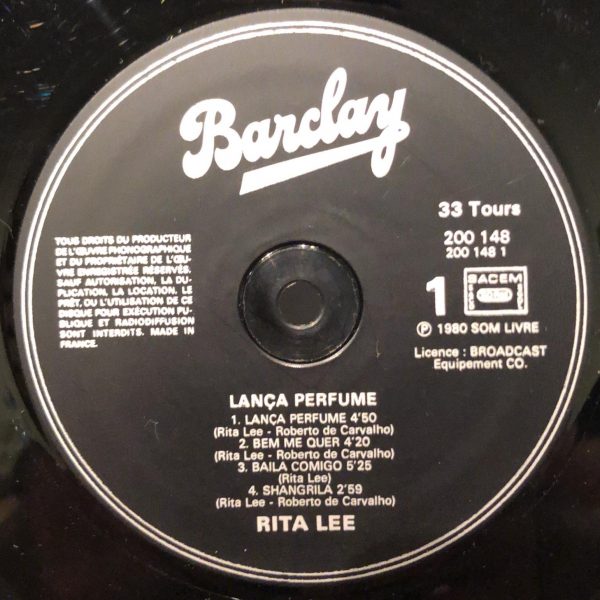 Barclay
33 Tours
200 148
200 148 1
TOUS DROITS DU PRODUCTEUR
DE L'ŒUVRE PHONOGRAPHIQUE
ET DU PROPRIÉTAIRE DE L'ŒU-
VRE ENREGISTRÉE RÉSERVÉS.
SAUF AUTORISATION, LA DU-
PLICATION, LA LOCATION, LE
PRÊT, OU L'UTILISATION DE CE
DISQUE POUR EXÉCUTION PU-
BLIQUE ET RADIODIFFUSION
SONT INTERDITS. MADE IN
FRANCE.
1
SACEM
℗ 1980 SOM LIVRE
Licence : BROADCAST
Equipement CO.
LANÇA PERFUME
1. LANÇA PERFUME 4'50
(Rita Lee - Roberto de Carvalho)
2. BEM ME QUER 4'20
(Rita Lee - Roberto de Carvalho)
3. BAILA COMIGO 5'25
(Rita Lee)
4. SHANGRILA 2'59
(Rita Lee - Roberto de Carvalho)
RITA LEE